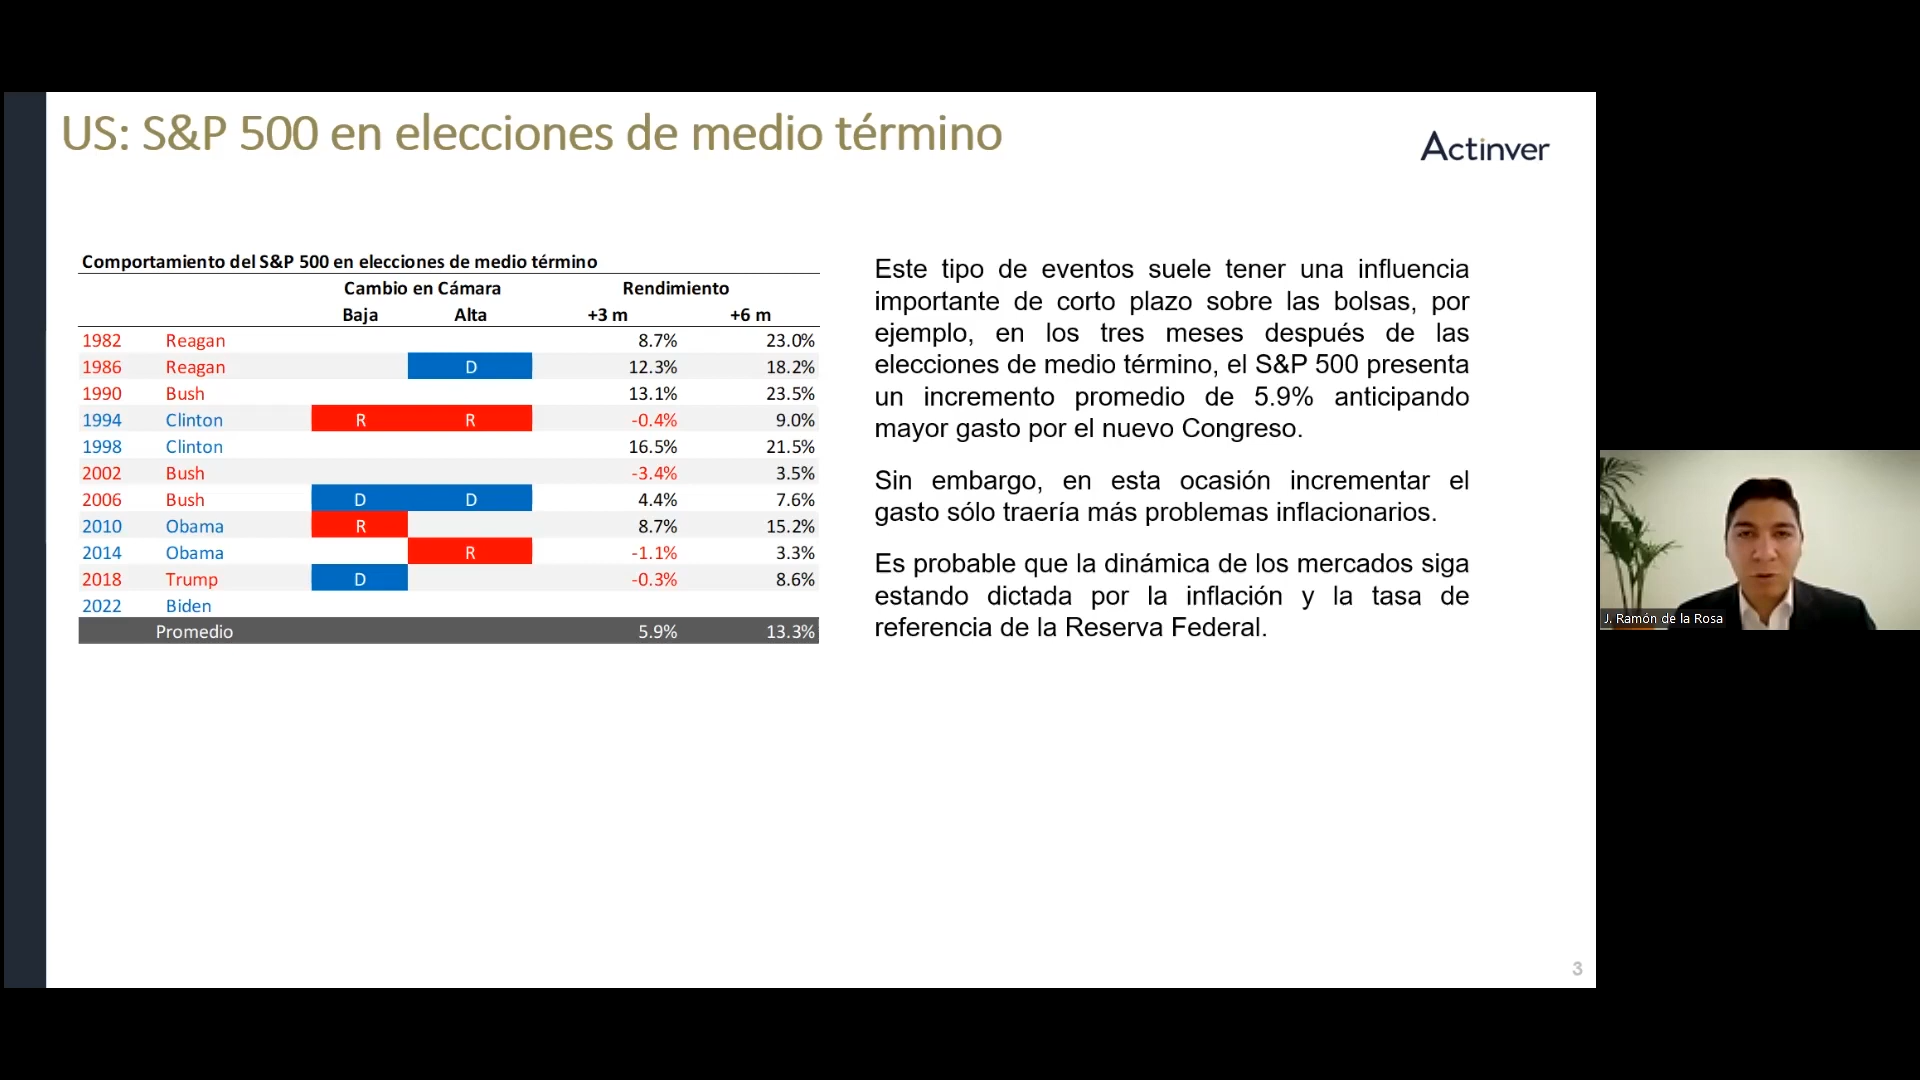 US: S&P 500 en elecciones de medio término
Actinver
Comportamiento del S&P 500 en elecciones de medio término
Cambio en Cámara Rendimiento
Baja Alta +3 m +6 m
1982 Reagan 8.7% 23.0%
1986 Reagan D 12.3% 18.2%
1990 Bush 13.1% 23.5%
1994 Clinton R R -0.4% 9.0%
1998 Clinton 16.5% 21.5%
2002 Bush -3.4% 3.5%
2006 Bush D D 4.4% 7.6%
2010 Obama R 8.7% 15.2%
2014 Obama R -1.1% 3.3%
2018 Trump D -0.3% 8.6%
2022 Biden
Promedio 5.9% 13.3%
Este tipo de eventos suele tener una influencia
importante de corto plazo sobre las bolsas, por
ejemplo, en los tres meses después de las
elecciones de medio término, el S&P 500 presenta
un incremento promedio de 5.9% anticipando
mayor gasto por el nuevo Congreso.
Sin embargo, en esta ocasión incrementar el
gasto sólo traería más problemas inflacionarios.
Es probable que la dinámica de los mercados siga
estando dictada por la inflación y la tasa de
referencia de la Reserva Federal.
J. Ramón de la Rosa
3